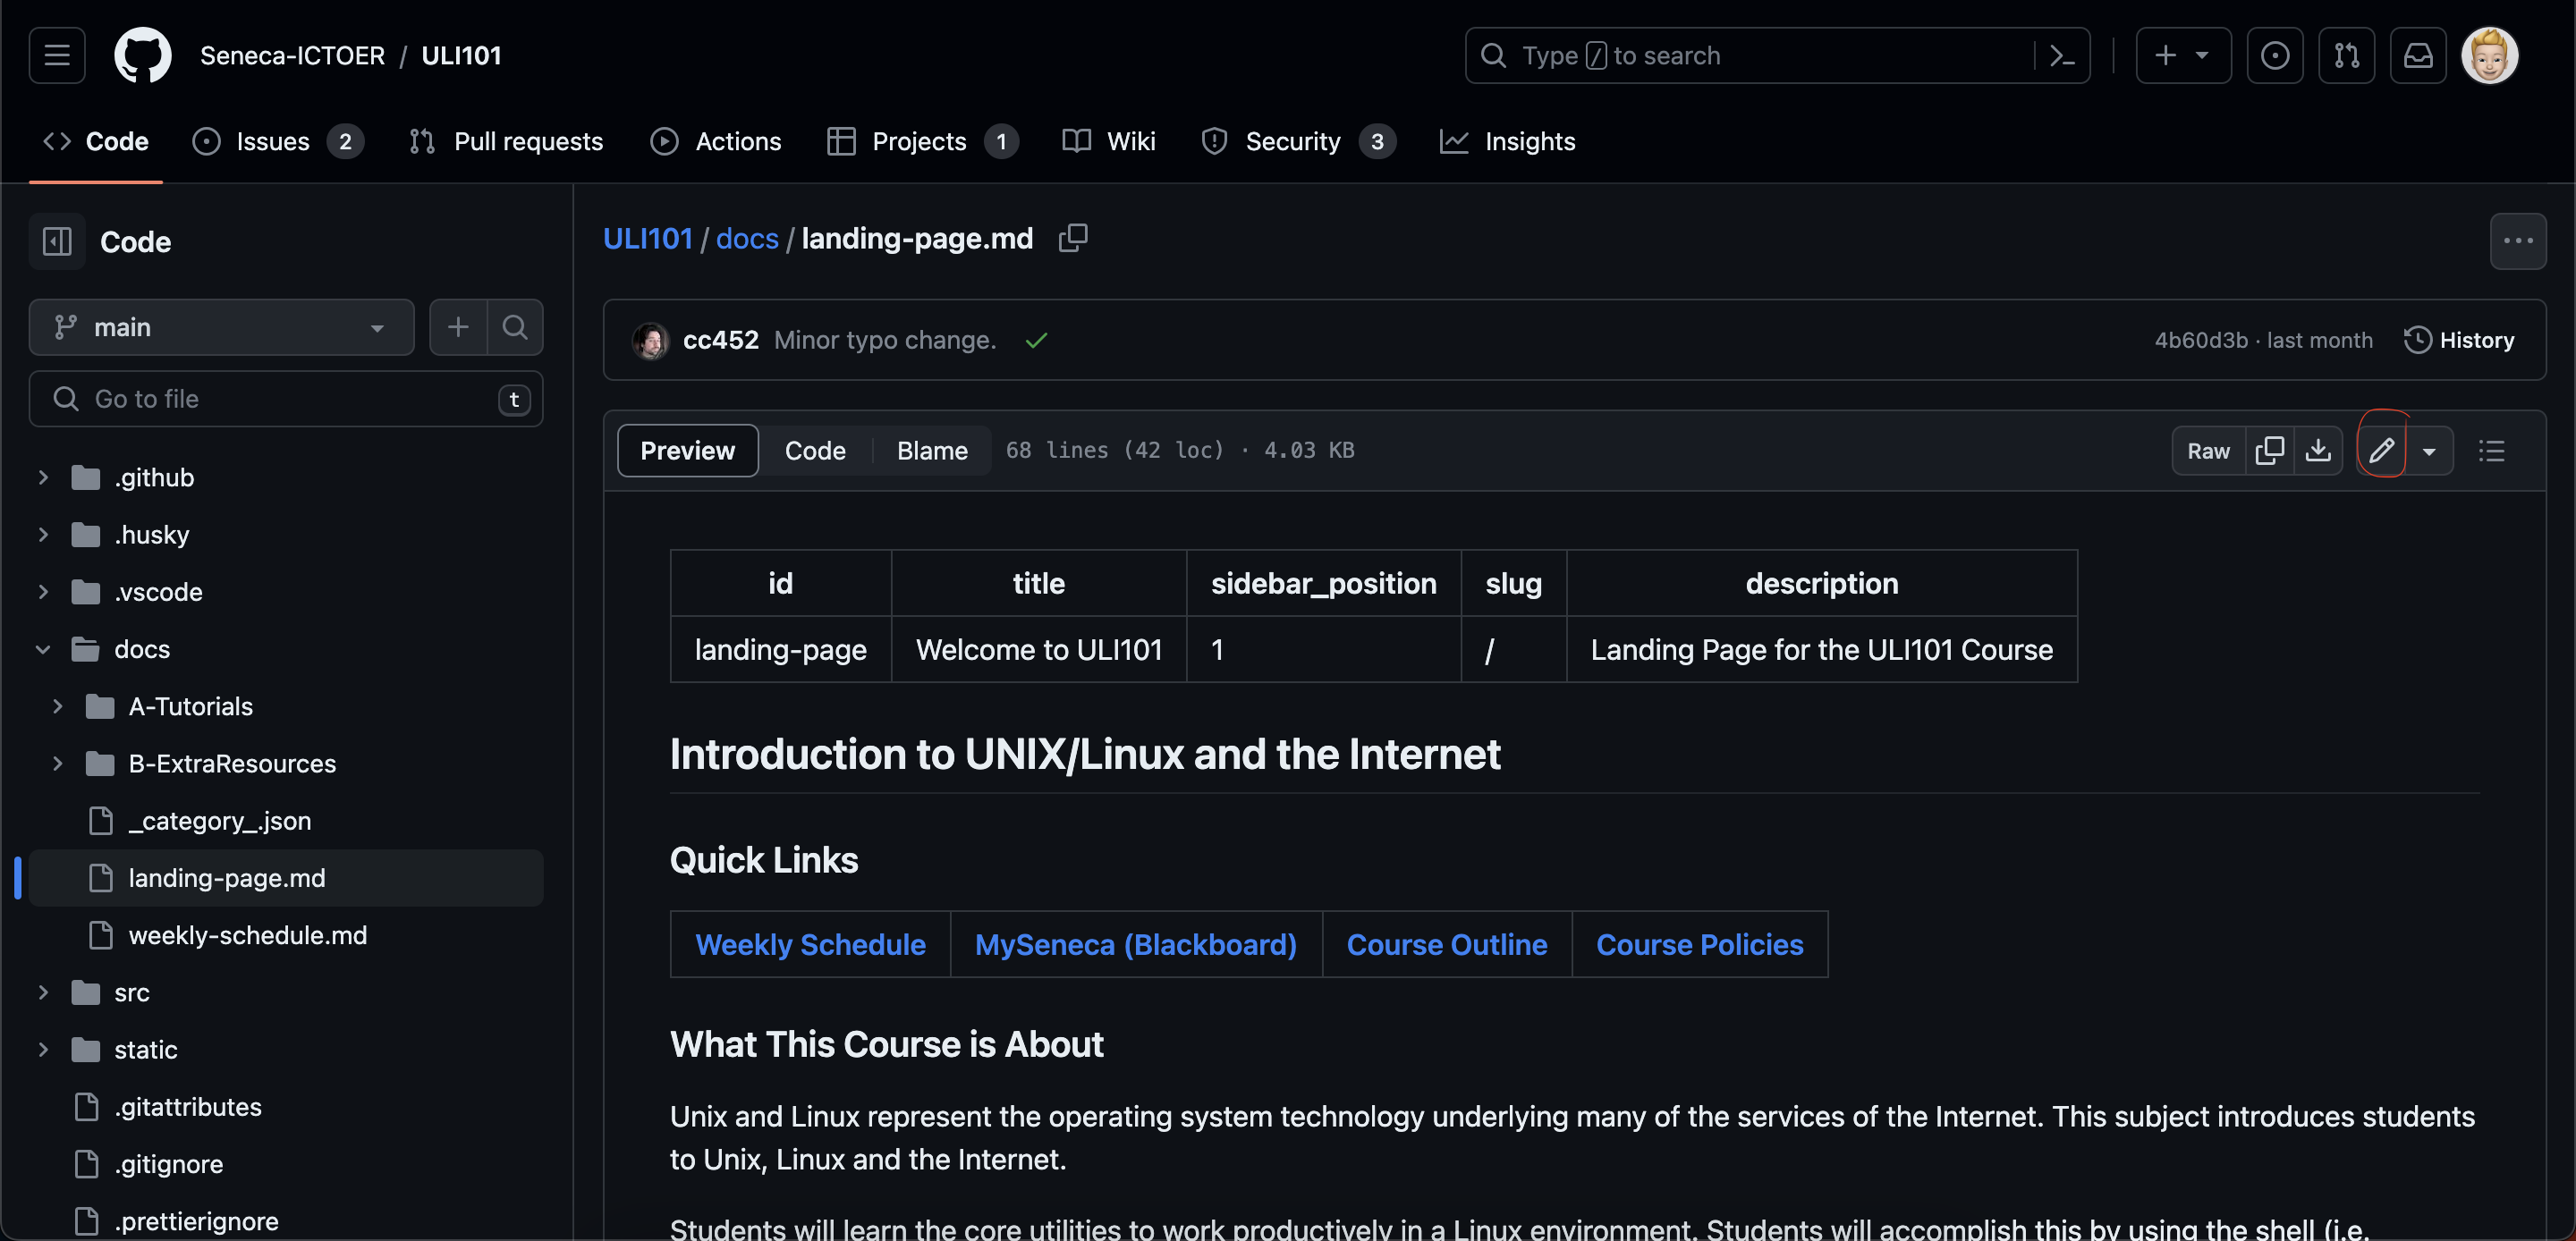 Seneca-ICTOER / ULI101
Type / to search
Code
Issues 2
Pull requests
Actions
Projects 1
Wiki
Security 3
Insights
Code
main
Go to file
t
.github
.husky
.vscode
docs
A-Tutorials
B-ExtraResources
_category_.json
landing-page.md
weekly-schedule.md
src
static
.gitattributes
.gitignore
.prettierignore
ULI101 / docs / landing-page.md
cc452 Minor typo change.
4b60d3b · last month
History
Preview
Code
Blame
68 lines (42 loc) · 4.03 KB
Raw
id title sidebar_position slug description
landing-page Welcome to ULI101 1 / Landing Page for the ULI101 Course
Introduction to UNIX/Linux and the Internet
Quick Links
Weekly Schedule MySeneca (Blackboard) Course Outline Course Policies
What This Course is About
Unix and Linux represent the operating system technology underlying many of the services of the Internet. This subject introduces students
to Unix, Linux and the Internet.
Students will learn the core utilities to work productively in a Linux environment. Students will accomplish this by using the shell (i.e.